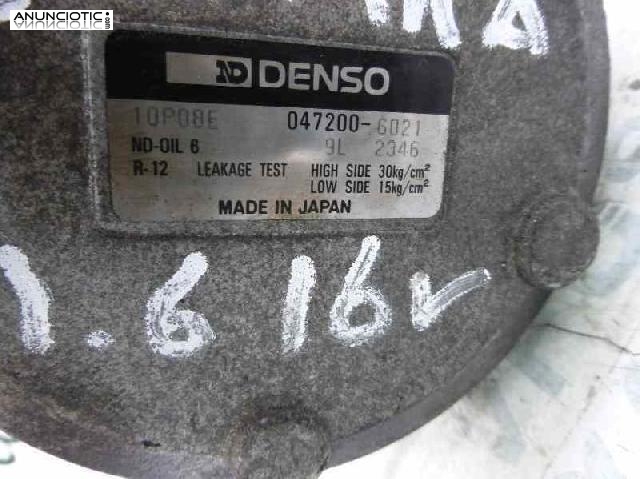 ANUNCIOTIC.com
ND DENSO
10P08E 047200-6021
ND-OIL 6 9L 2346
R-12 LEAKAGE TEST HIGH SIDE 30kg/cm²
LOW SIDE 15kg/cm²
MADE IN JAPAN
1.6 16v